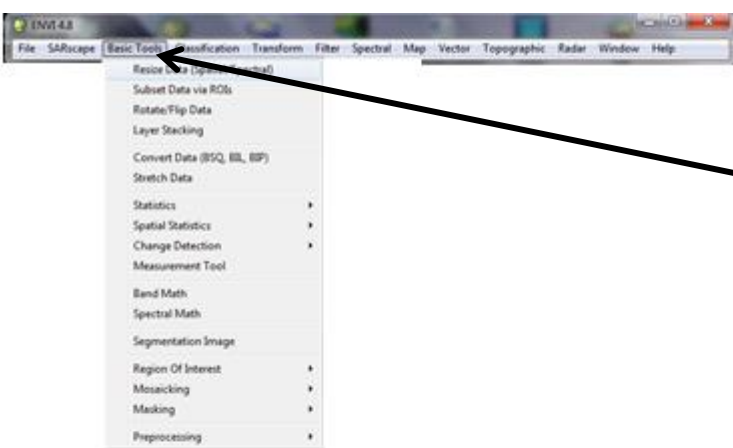 ENVI 4.8
File SARscape Basic Tools Classification Transform Filter Spectral Map Vector Topographic Radar Window Help
Resize Data (Spatial/Spectral)
Subset Data via ROIs
Rotate/Flip Data
Layer Stacking
Convert Data (BSQ, BIL, BIP)
Stretch Data
Statistics
Spatial Statistics
Change Detection
Measurement Tool
Band Math
Spectral Math
Segmentation Image
Region Of Interest
Mosaicking
Masking
Preprocessing